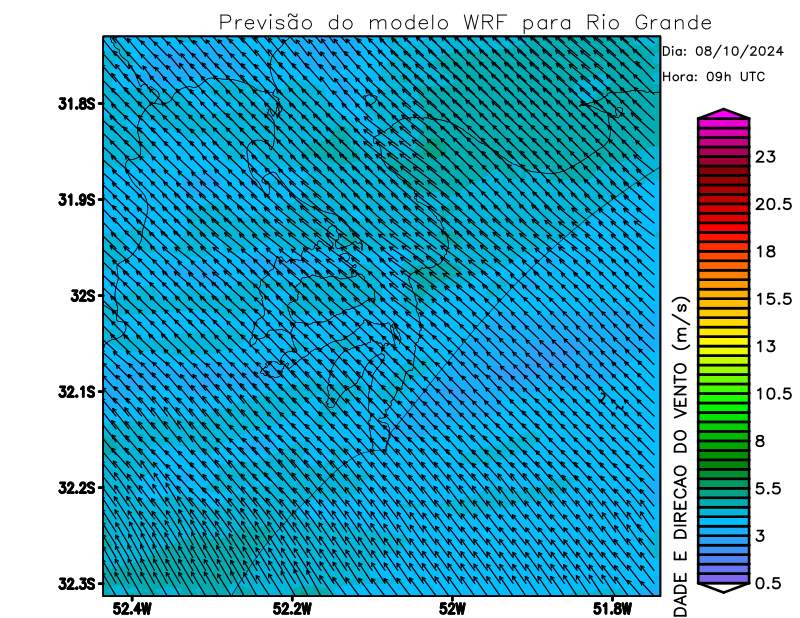 Previsão do modelo WRF para Rio Grande
Dia: 08/10/2024
Hora: 09h UTC
31.8S
31.9S
32S
32.1S
32.2S
32.3S
52.4W
52.2W
52W
51.8W
23
20.5
18
15.5
13
10.5
8
5.5
3
0.5
DADE E DIRECAO DO VENTO (m/s)